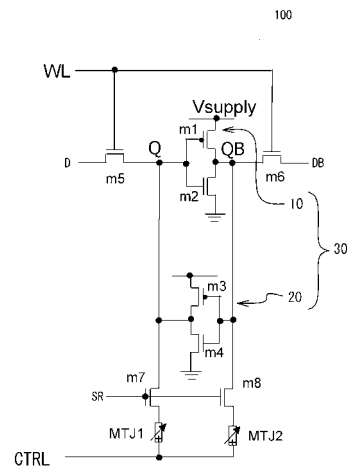 100
WL
Vsupply
m1
Q
QB
D
m5
m2
m6
DB
10
30
m3
20
m4
m7
m8
SR
MTJ1
MTJ2
CTRL